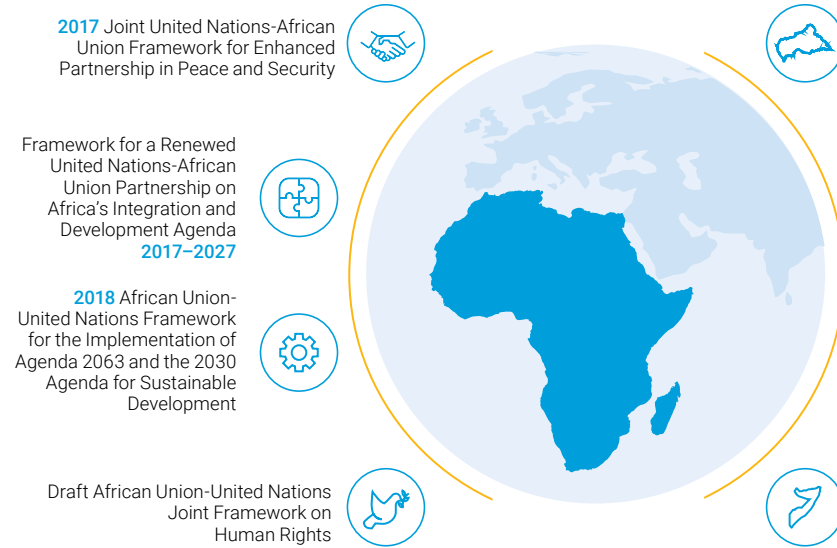 2017 Joint United Nations-African
Union Framework for Enhanced
Partnership in Peace and Security
Framework for a Renewed
United Nations-African
Union Partnership on
Africa’s Integration and
Development Agenda
2017–2027
2018 African Union-
United Nations Framework
for the Implementation of
Agenda 2063 and the 2030
Agenda for Sustainable
Development
Draft African Union-United Nations
Joint Framework on
Human Rights